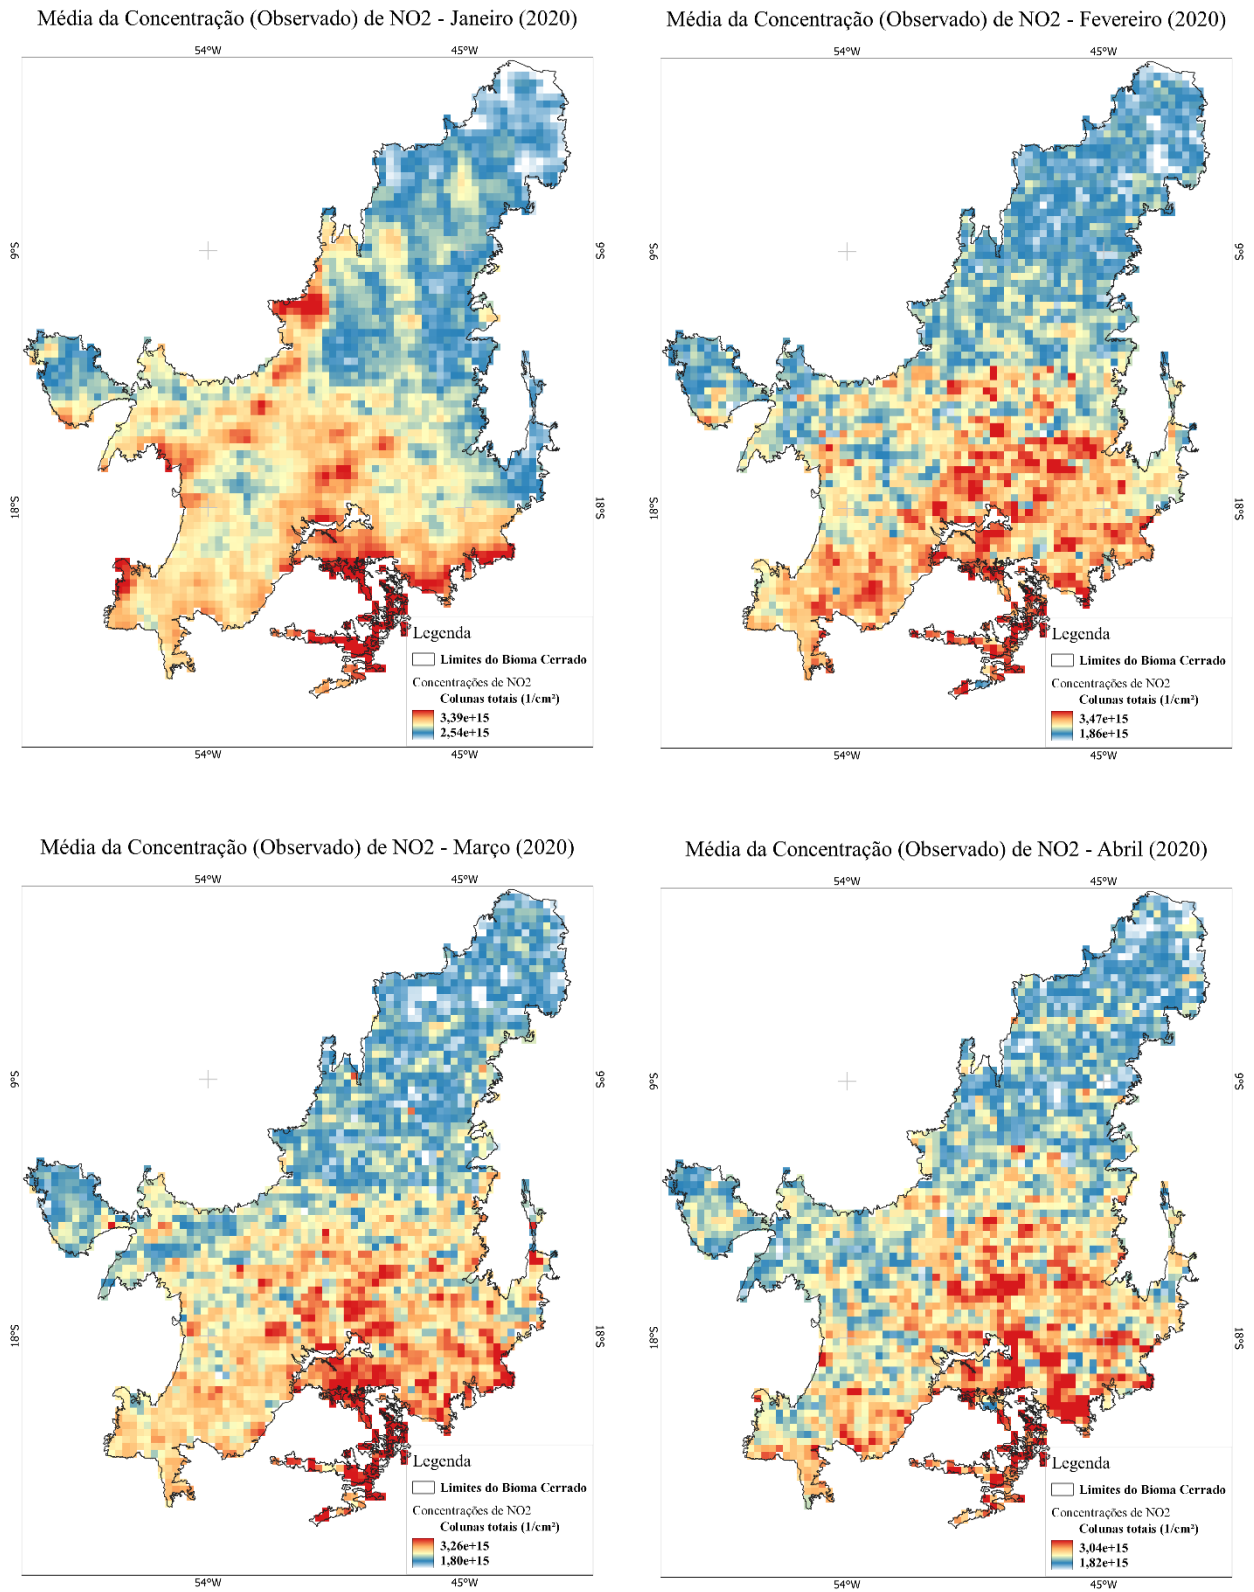 Média da Concentração (Observado) de NO2 - Janeiro (2020)
54°W 45°W
9°S 9°S
18°S 18°S
Legenda
Limites do Bioma Cerrado
Concentrações de NO2
Colunas totais (1/cm²)
3,39e+15
2,54e+15
54°W 45°W
Média da Concentração (Observado) de NO2 - Fevereiro (2020)
54°W 45°W
9°S 9°S
18°S 18°S
Legenda
Limites do Bioma Cerrado
Concentrações de NO2
Colunas totais (1/cm²)
3,47e+15
1,86e+15
54°W 45°W
Média da Concentração (Observado) de NO2 - Março (2020)
54°W 45°W
9°S 9°S
18°S 18°S
Legenda
Limites do Bioma Cerrado
Concentrações de NO2
Colunas totais (1/cm²)
3,26e+15
1,80e+15
54°W 45°W
Média da Concentração (Observado) de NO2 - Abril (2020)
54°W 45°W
9°S 9°S
18°S 18°S
Legenda
Limites do Bioma Cerrado
Concentrações de NO2
Colunas totais (1/cm²)
3,04e+15
1,82e+15
54°W 45°W